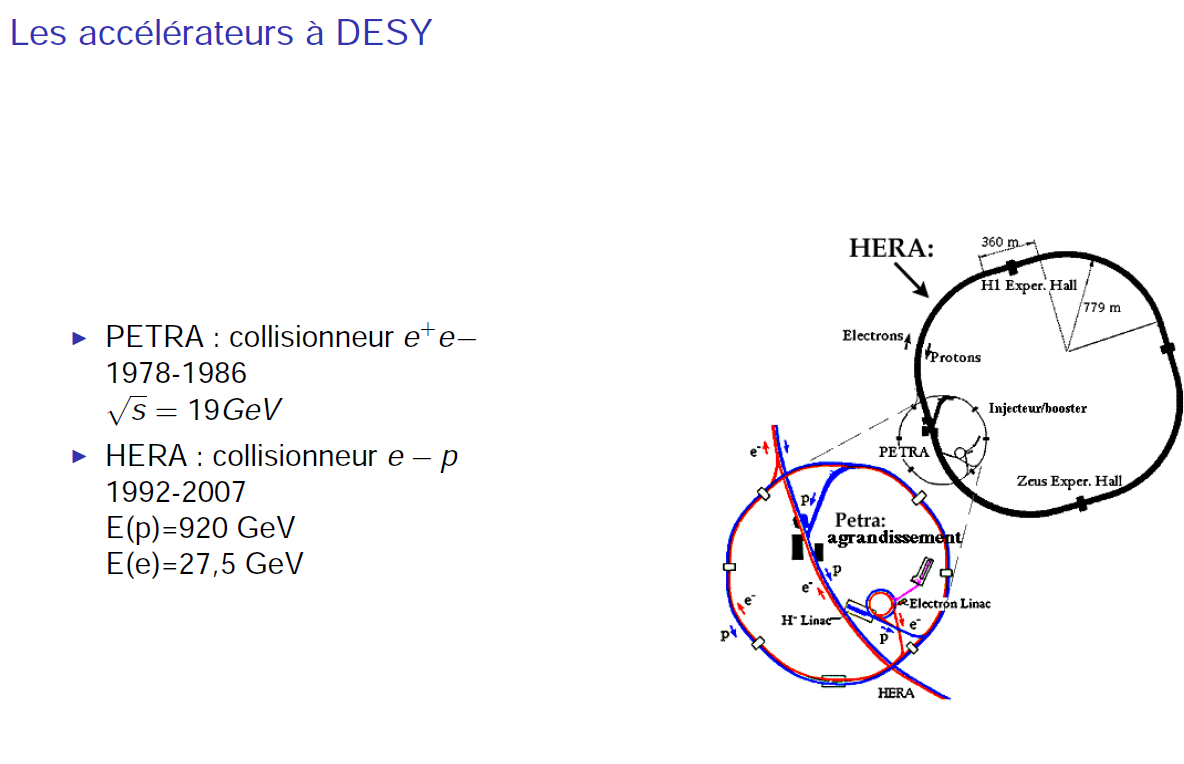 Les accélérateurs à DESY
▶ PETRA : collisionneur e⁺e−
1978-1986
√s = 19GeV
▶ HERA : collisionneur e − p
1992-2007
E(p)=920 GeV
E(e)=27,5 GeV
HERA:
360 m
H1 Exper. Hall
779 m
Electrons
Protons
Injecteur/booster
PETRA
Zeus Exper. Hall
e⁻
p
Petra:
agrandissement
p
e⁻
e⁻
p
H⁻ Linac
Electron Linac
e⁻
p
HERA